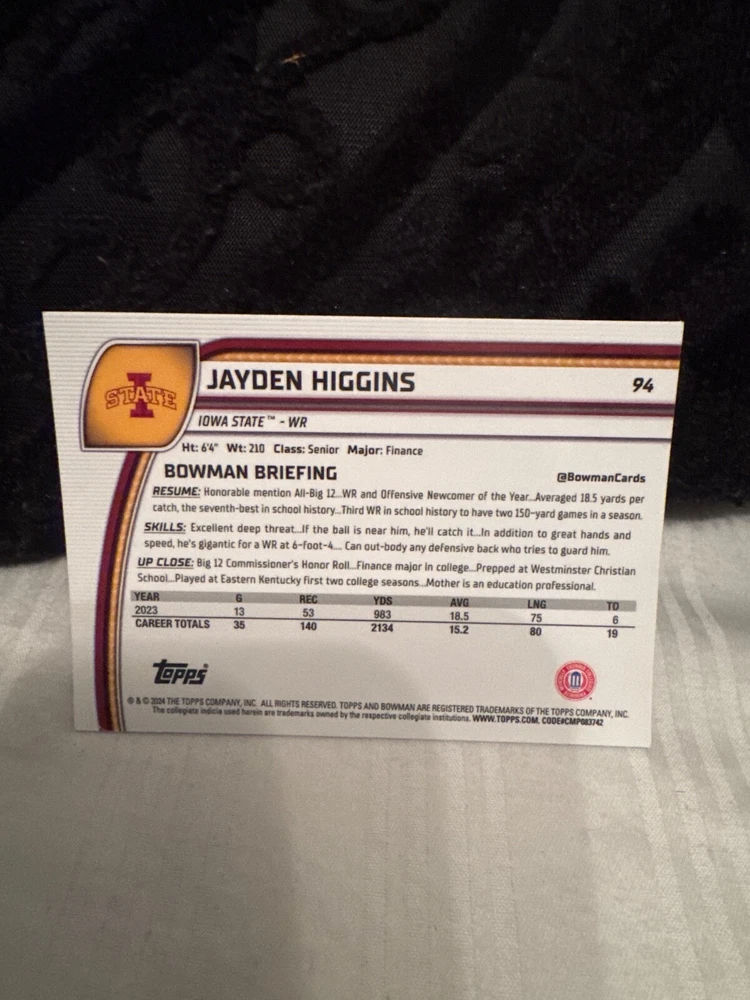 I
STATE
JAYDEN HIGGINS
94
IOWA STATE™ - WR
Ht: 6'4" Wt: 210 Class: Senior Major: Finance
BOWMAN BRIEFING
@BowmanCards
RESUME: Honorable mention All-Big 12...WR and Offensive Newcomer of the Year...Averaged 18.5 yards per
catch, the seventh-best in school history...Third WR in school history to have two 150-yard games in a season.
SKILLS: Excellent deep threat...If the ball is near him, he'll catch it...In addition to great hands and
speed, he's gigantic for a WR at 6-foot-4... Can out-body any defensive back who tries to guard him.
UP CLOSE: Big 12 Commissioner's Honor Roll...Finance major in college...Prepped at Westminster Christian
School...Played at Eastern Kentucky first two college seasons...Mother is an education professional.
YEAR G REC YDS AVG LNG TD
2023 13 53 983 18.5 75 6
CAREER TOTALS 35 140 2134 15.2 80 19
topps®
® & © 2024 THE TOPPS COMPANY, INC. ALL RIGHTS RESERVED. TOPPS AND BOWMAN ARE REGISTERED TRADEMARKS OF THE TOPPS COMPANY, INC.
The collegiate indicia used herein are trademarks owned by the respective collegiate institutions. WWW.TOPPS.COM. CODE#CMP083742